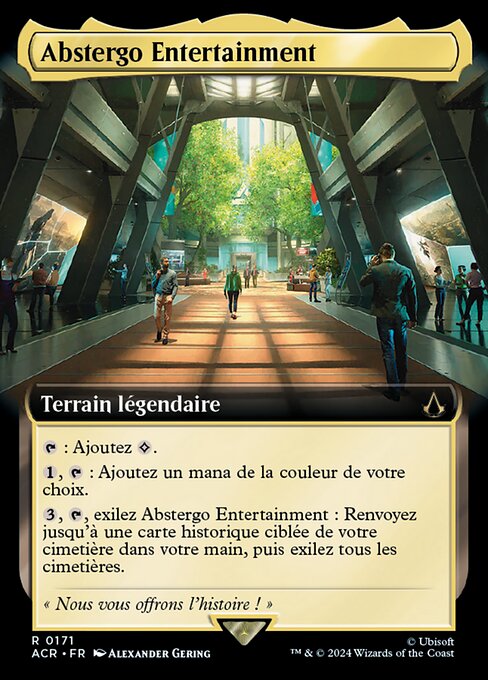 Abstergo Entertainment
Terrain légendaire
: Ajoutez .
1, : Ajoutez un mana de la couleur de votre
choix.
3, , exilez Abstergo Entertainment : Renvoyez
jusqu'à une carte historique ciblée de votre
cimetière dans votre main, puis exilez tous les
cimetières.
« Nous vous offrons l'histoire ! »
R 0171
ACR • FR Alexander Gering
© Ubisoft
™ & © 2024 Wizards of the Coast